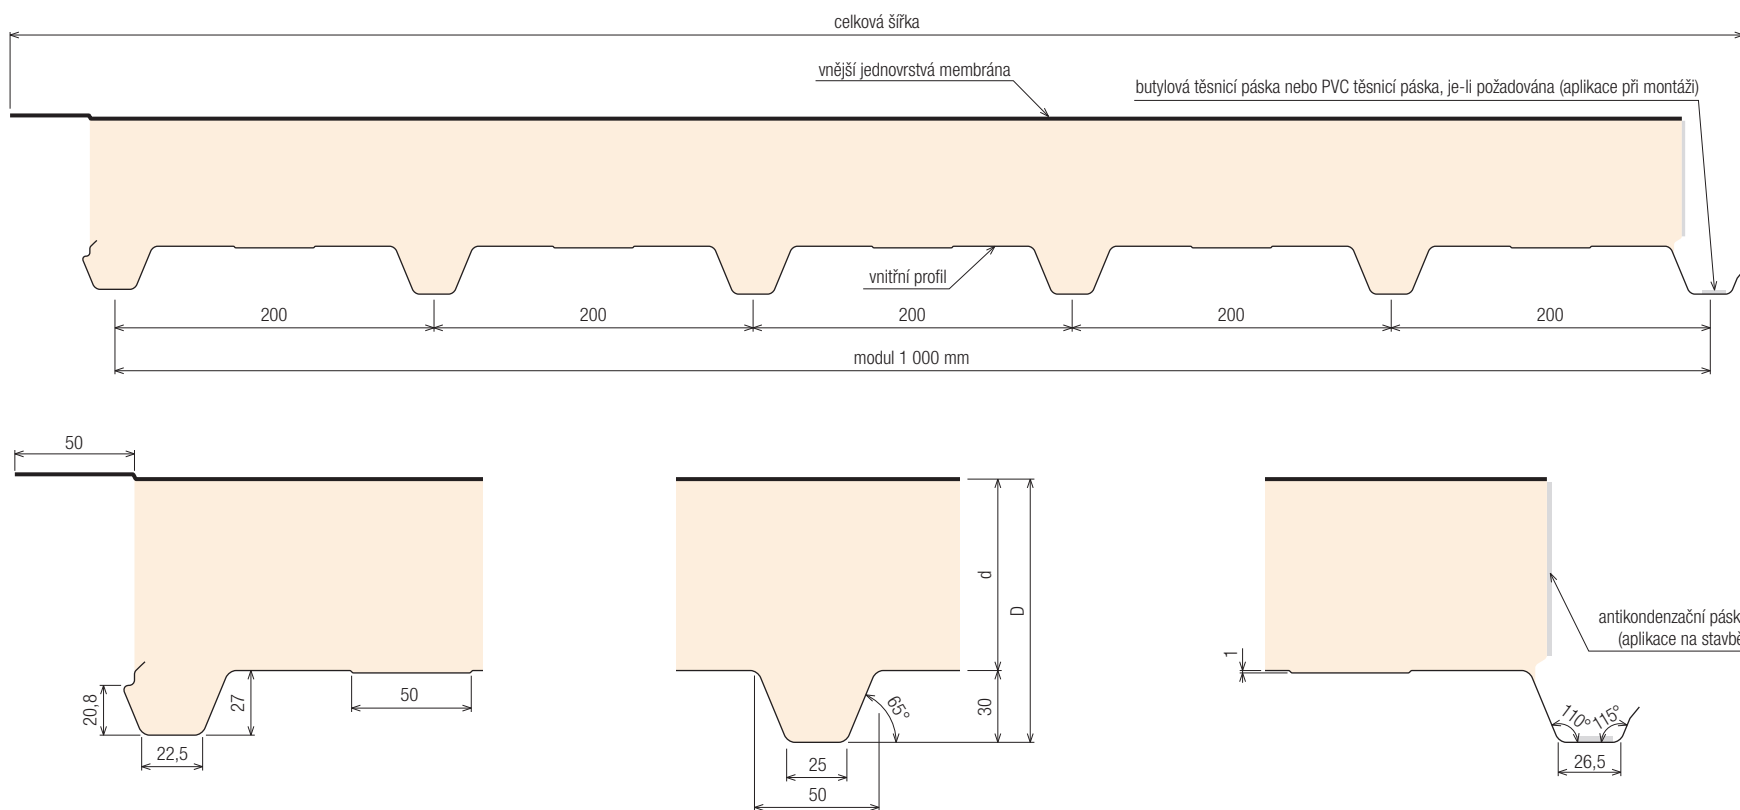 celková šířka
vnější jednovrstvá membrána
butylová těsnicí páska nebo PVC těsnicí páska, je-li požadována (aplikace při montáži)
vnitřní profil
200
200
200
200
200
modul 1 000 mm
50
d
D
antikondenzační pásk
(aplikace na stavbě
1
20,8
27
50
65°
30
110°
115°
22,5
25
50
26,5